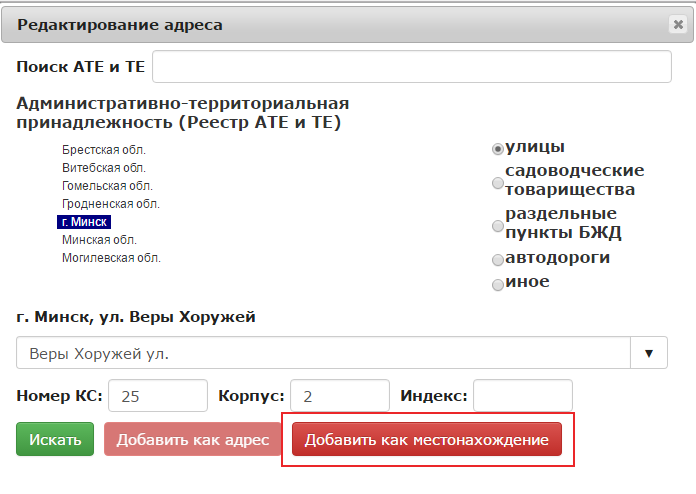 Редактирование адреса
Поиск АТЕ и ТЕ
Административно-территориальная
принадлежность (Реестр АТЕ и ТЕ)
Брестская обл.
Витебская обл.
Гомельская обл.
Гродненская обл.
г. Минск
Минская обл.
Могилевская обл.
улицы
садоводческие
товарищества
раздельные
пункты БЖД
автодороги
иное
г. Минск, ул. Веры Хоружей
Веры Хоружей ул.
Номер КС: 25 Корпус: 2 Индекс:
Искать Добавить как адрес Добавить как местонахождение